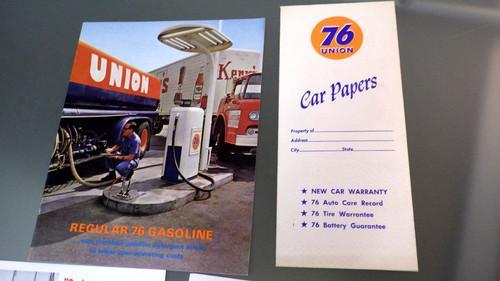 UNION
Kerr's
REGULAR 76 GASOLINE
76
UNION
Car Papers
Property of
Address
City State
★ NEW CAR WARRANTY
★ 76 Auto Care Record
★ 76 Tire Warrantee
★ 76 Battery Guarantee